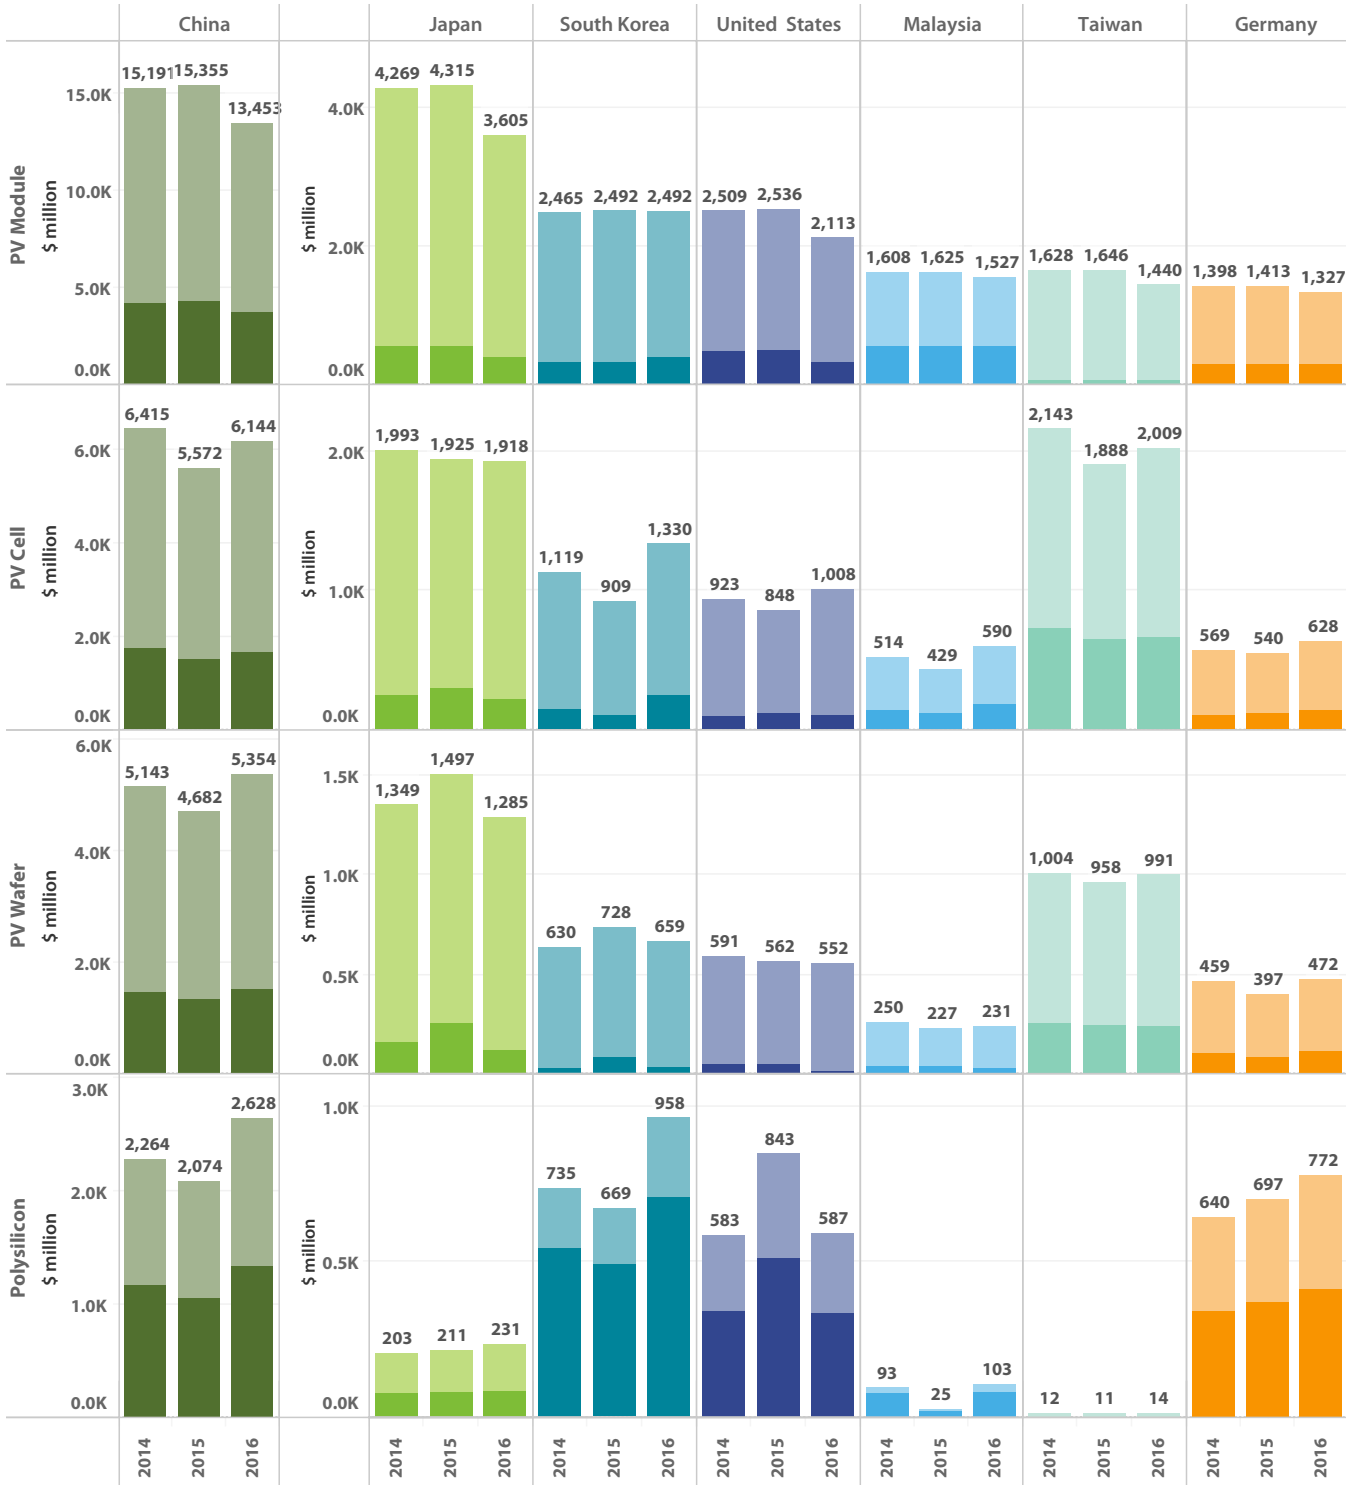 China Japan South Korea United States Malaysia Taiwan Germany
PV Module
$ million
15.0K
10.0K
5.0K
0.0K
15,191 15,355 13,453
$ million
4.0K
2.0K
0.0K
4,269 4,315 3,605
2,465 2,492 2,492
2,509 2,536 2,113
1,608 1,625 1,527
1,628 1,646 1,440
1,398 1,413 1,327
PV Cell
$ million
6.0K
4.0K
2.0K
0.0K
6,415 5,572 6,144
$ million
2.0K
1.0K
0.0K
1,993 1,925 1,918
1,119 909 1,330
923 848 1,008
514 429 590
2,143 1,888 2,009
569 540 628
PV Wafer
$ million
6.0K
4.0K
2.0K
0.0K
5,143 4,682 5,354
$ million
1.5K
1.0K
0.5K
0.0K
1,349 1,497 1,285
630 728 659
591 562 552
250 227 231
1,004 958 991
459 397 472
Polysilicon
$ million
3.0K
2.0K
1.0K
0.0K
2,264 2,074 2,628
$ million
1.0K
0.5K
0.0K
203 211 231
735 669 958
583 843 587
93 25 103
12 11 14
640 697 772
2014 2015 2016 2014 2015 2016 2014 2015 2016 2014 2015 2016 2014 2015 2016 2014 2015 2016 2014 2015 2016